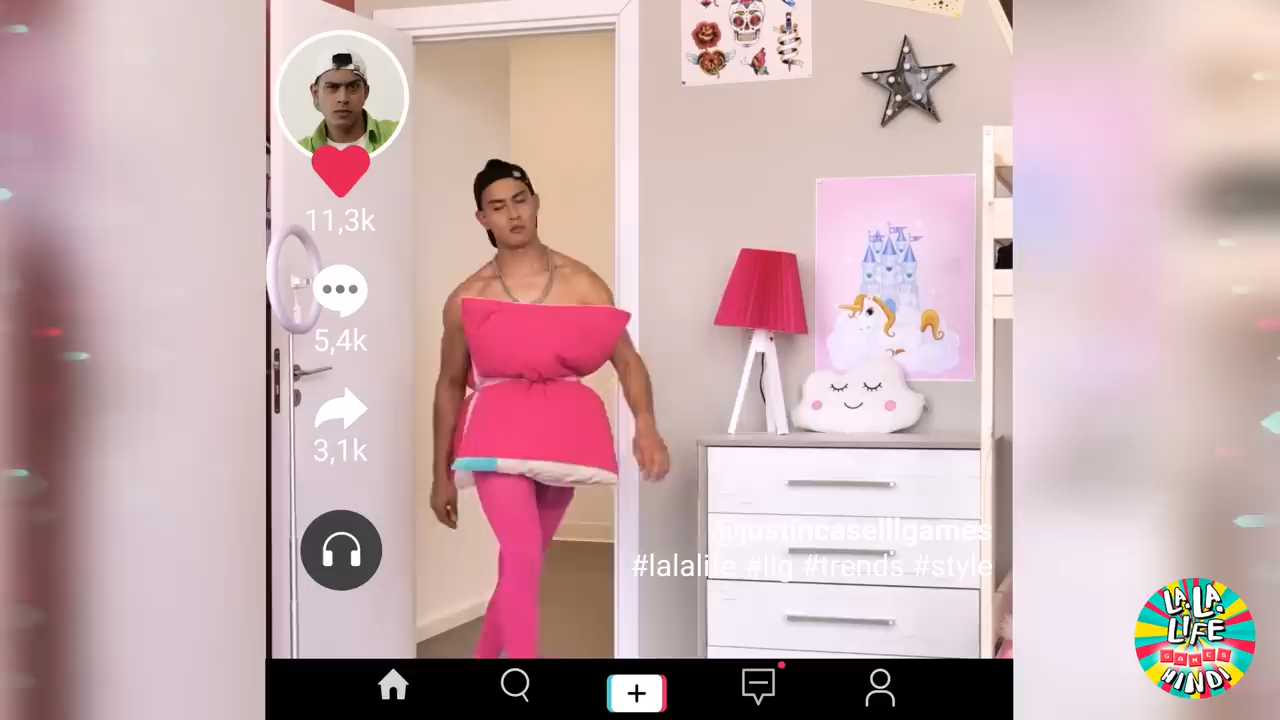 11,3k
5,4k
3,1k
@justincaselllgames
#lalalife #llg #trends #style
LA LA
LIFE
GAMES
HINDI